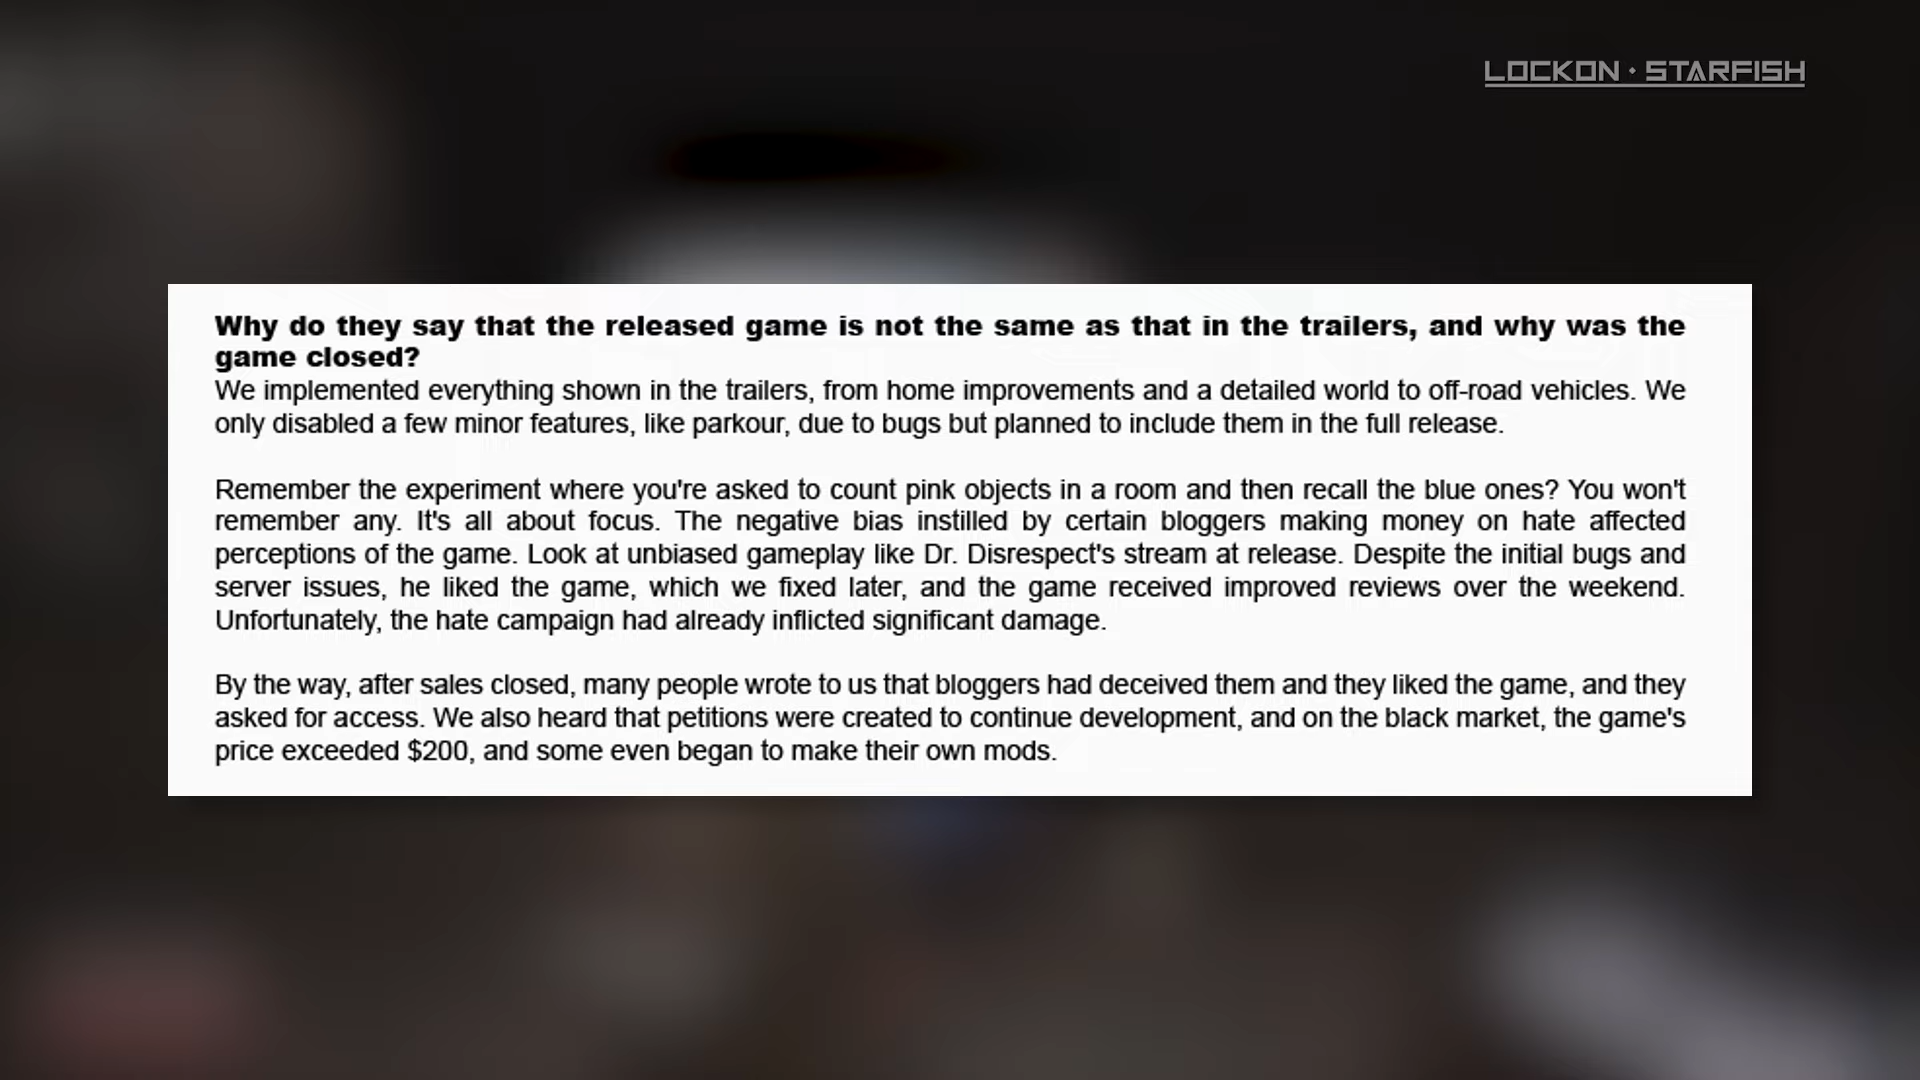 LOCKON · STARFISH
Why do they say that the released game is not the same as that in the trailers, and why was the
game closed?
We implemented everything shown in the trailers, from home improvements and a detailed world to off-road vehicles. We
only disabled a few minor features, like parkour, due to bugs but planned to include them in the full release.
Remember the experiment where you're asked to count pink objects in a room and then recall the blue ones? You won't
remember any. It's all about focus. The negative bias instilled by certain bloggers making money on hate affected
perceptions of the game. Look at unbiased gameplay like Dr. Disrespect's stream at release. Despite the initial bugs and
server issues, he liked the game, which we fixed later, and the game received improved reviews over the weekend.
Unfortunately, the hate campaign had already inflicted significant damage.
By the way, after sales closed, many people wrote to us that bloggers had deceived them and they liked the game, and they
asked for access. We also heard that petitions were created to continue development, and on the black market, the game's
price exceeded $200, and some even began to make their own mods.